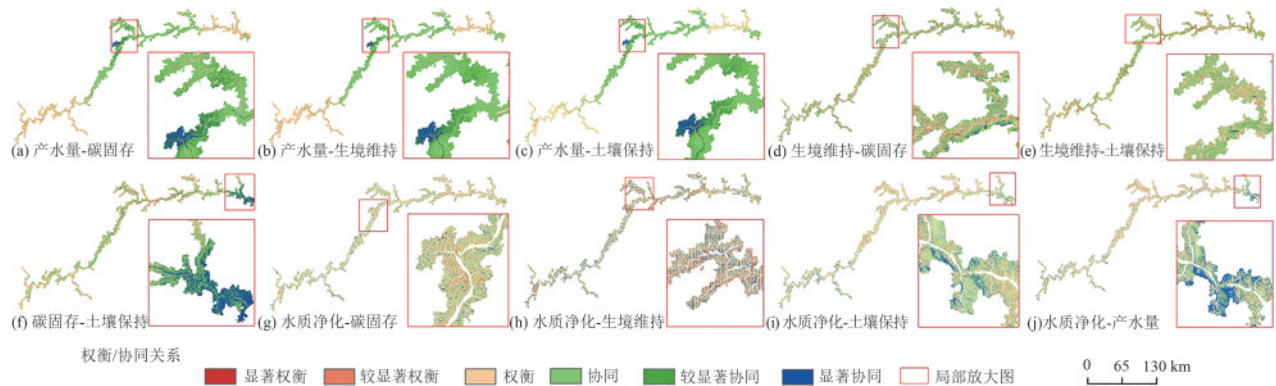 (a) 产水量-碳固存
(b) 产水量-生境维持
(c) 产水量-土壤保持
(d) 生境维持-碳固存
(e) 生境维持-土壤保持
(f) 碳固存-土壤保持
(g) 水质净化-碳固存
(h) 水质净化-生境维持
(i) 水质净化-土壤保持
(j)水质净化-产水量
权衡/协同关系
显著权衡 较显著权衡 权衡 协同 较显著协同 显著协同 局部放大图
0 65 130 km